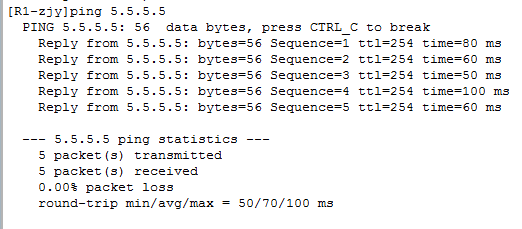 [R1-zjy]ping 5.5.5.5
PING 5.5.5.5: 56  data bytes, press CTRL_C to break
Reply from 5.5.5.5: bytes=56 Sequence=1 ttl=254 time=80 ms
Reply from 5.5.5.5: bytes=56 Sequence=2 ttl=254 time=60 ms
Reply from 5.5.5.5: bytes=56 Sequence=3 ttl=254 time=50 ms
Reply from 5.5.5.5: bytes=56 Sequence=4 ttl=254 time=100 ms
Reply from 5.5.5.5: bytes=56 Sequence=5 ttl=254 time=60 ms
--- 5.5.5.5 ping statistics ---
5 packet(s) transmitted
5 packet(s) received
0.00% packet loss
round-trip min/avg/max = 50/70/100 ms